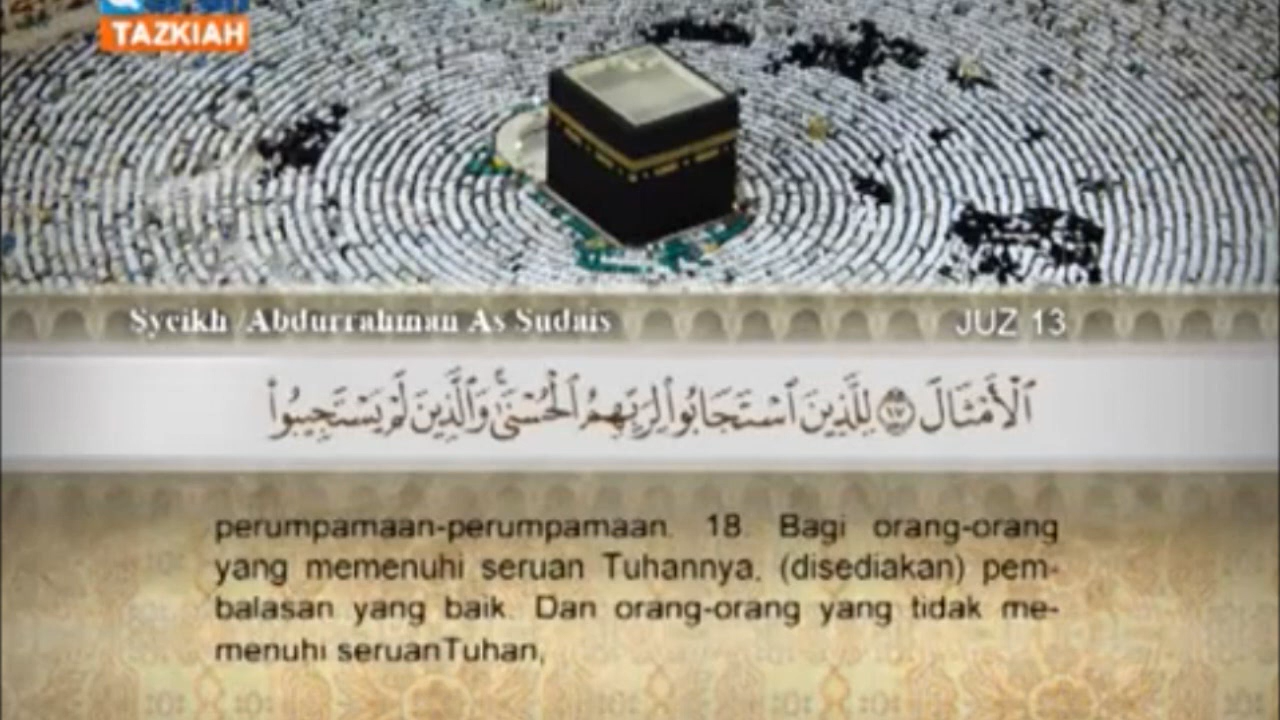 TAZKIAH
Syeikh Abdurrahman As Sudais
JUZ 13
ٱلْأَمْثَالَ ١٧ لِلَّذِينَ ٱسْتَجَابُوا۟ لِرَبِّهِمُ ٱلْحُسْنَىٰ ۚ وَٱلَّذِينَ لَمْ يَسْتَجِيبُوا۟
perumpamaan-perumpamaan. 18. Bagi orang-orang
yang memenuhi seruan Tuhannya, (disediakan) pem-
balasan yang baik. Dan orang-orang yang tidak me-
menuhi seruanTuhan,